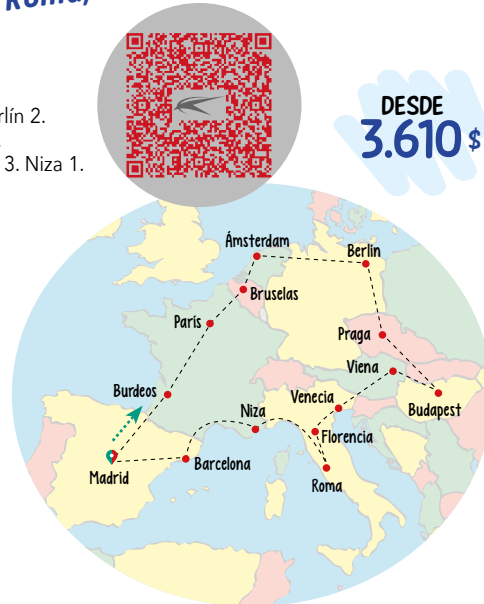 Roma,
rlín 2.
3. Niza 1.
DESDE
3.610 $
Ámsterdam
Berlin
Bruselas
París
Praga
Viena
Burdeos
Niza
Venecia
Budapest
Florencia
Madrid
Barcelona
Roma